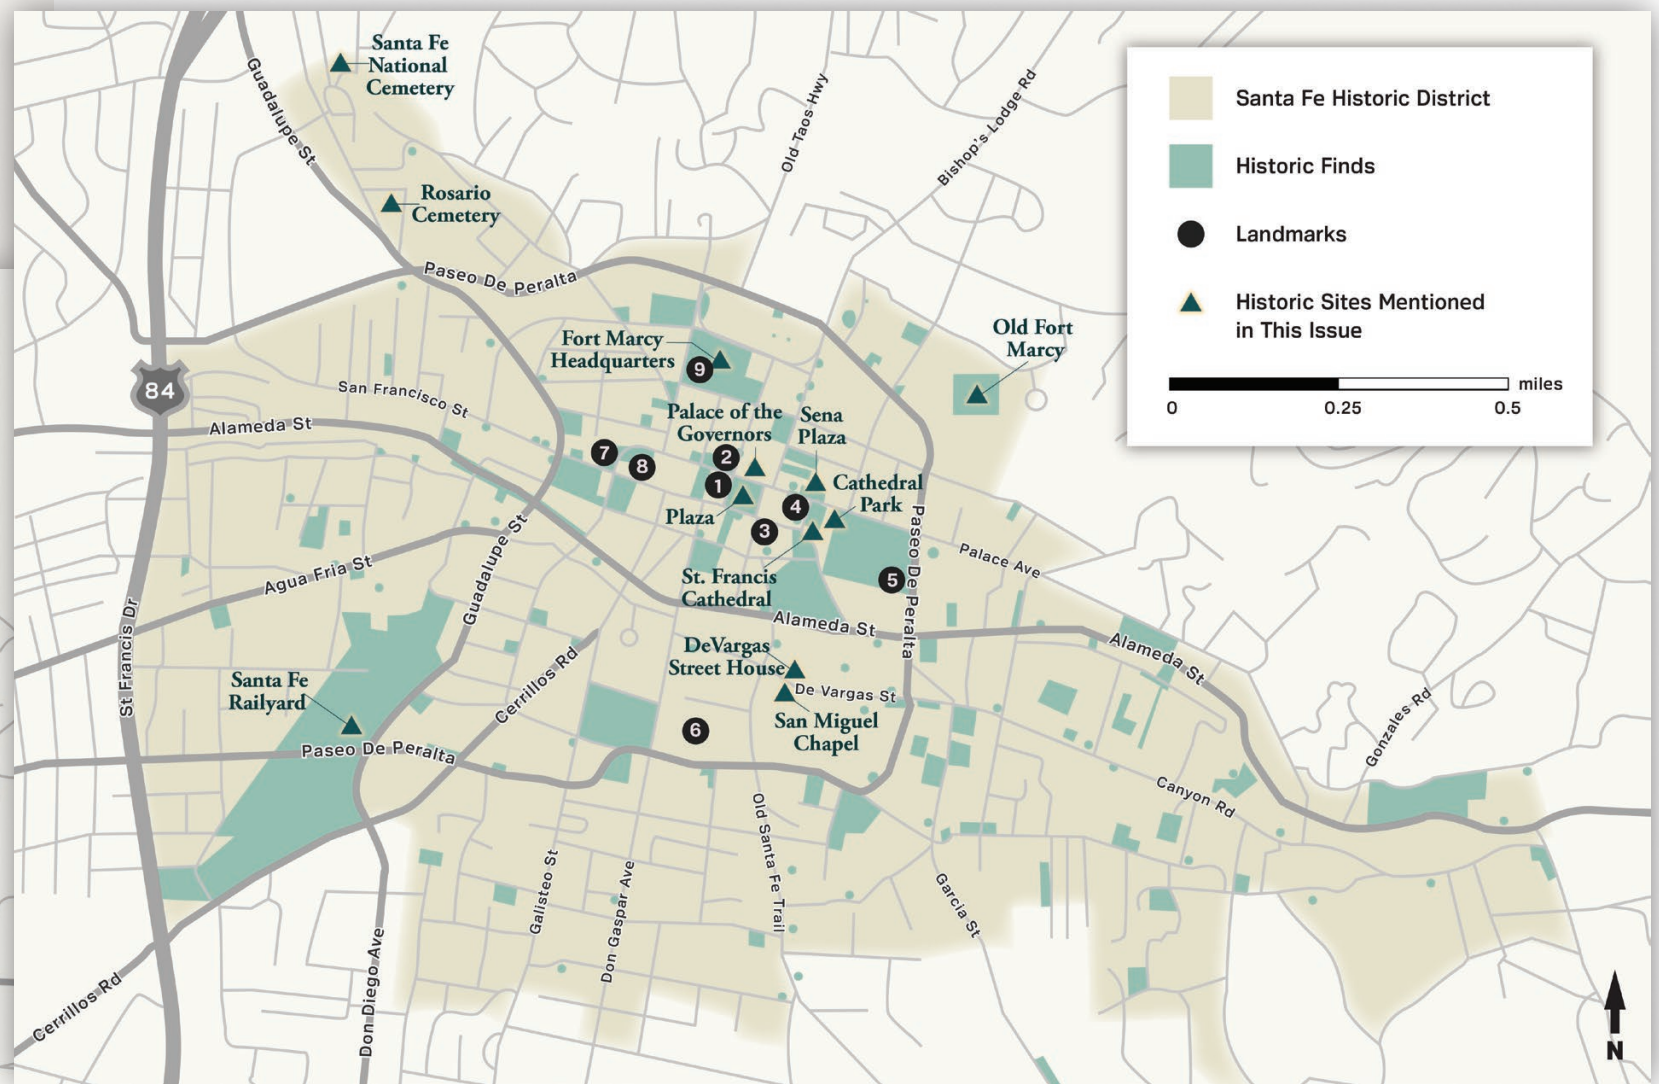 Santa Fe
National
Cemetery
Guadalupe St
Rosario
Cemetery
Old Taos Hwy
Bishop's Lodge Rd
Santa Fe Historic District
Historic Finds
Landmarks
Historic Sites Mentioned
in This Issue
miles
0
0.25
0.5
Paseo De Peralta
Fort Marcy
Headquarters
9
Old Fort
Marcy
84
San Francisco St
Alameda St
Palace of the
Governors
Sena
Plaza
7
8
2
1
Plaza
4
3
Cathedral
Park
Paseo De Peralta
Palace Ave
5
St. Francis
Cathedral
Agua Fria St
Guadalupe St
Alameda St
Alameda St
St. Francis Dr
Santa Fe
Railyard
Cerrillos Rd
DeVargas
Street House
De Vargas St
San Miguel
Chapel
6
Paseo De Peralta
Gonzales Rd
Canyon Rd
Old Santa Fe Trail
Galisteo St
Don Gaspar Ave
Garcia St
Don Diego Ave
Cerrillos Rd
N